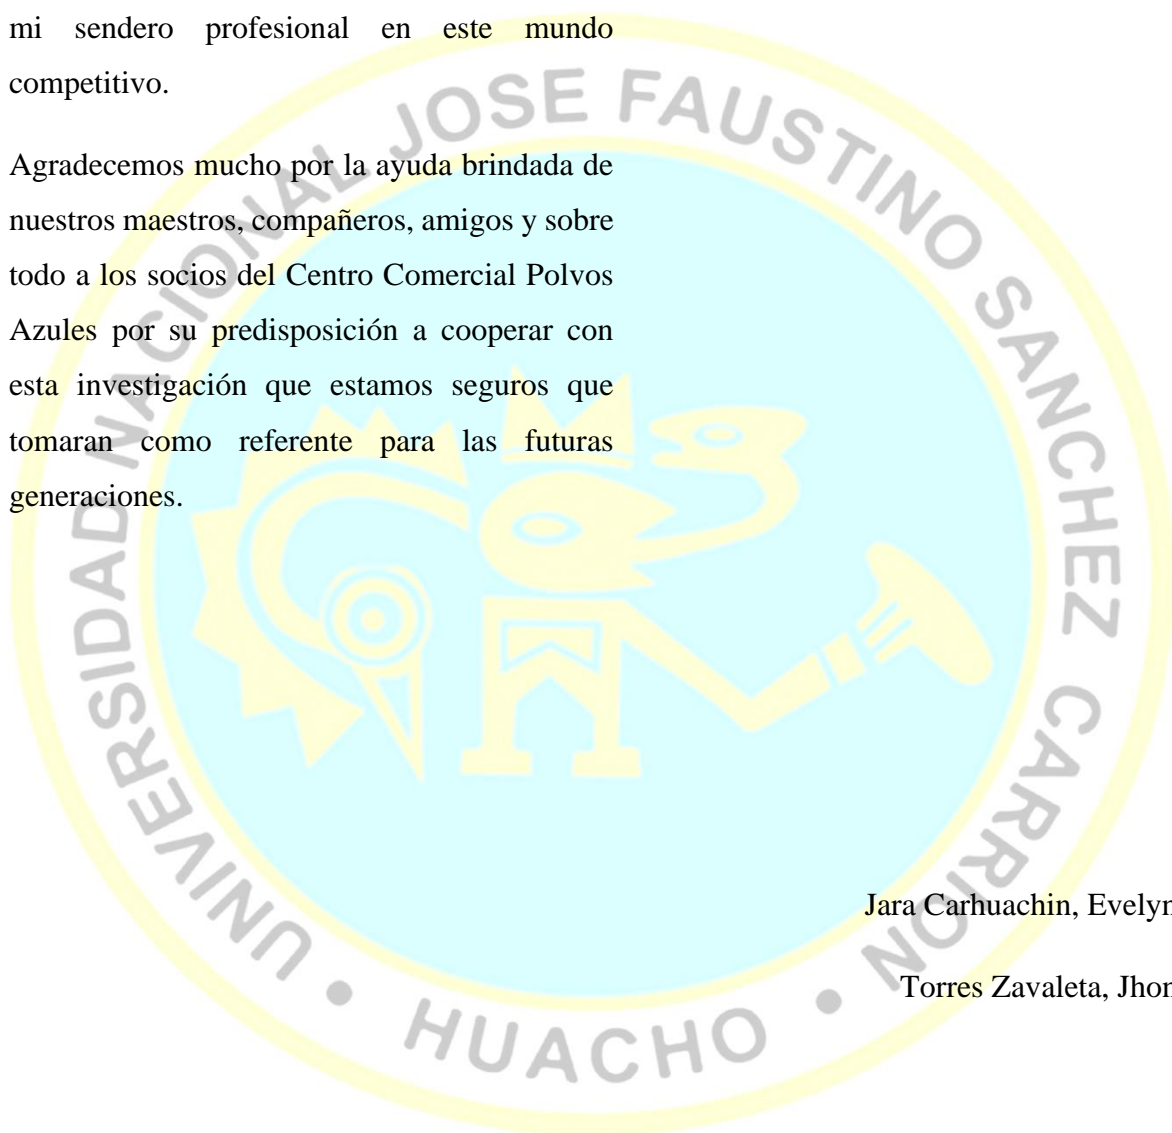 mi sendero profesional en este mundo
competitivo.
Agradecemos mucho por la ayuda brindada de
nuestros maestros, compañeros, amigos y sobre
todo a los socios del Centro Comercial Polvos
Azules por su predisposición a cooperar con
esta investigación que estamos seguros que
tomaran como referente para las futuras
generaciones.
Jara Carhuachin, Evelyn
Torres Zavaleta, Jhon
UNIVERSIDAD NACIONAL JOSE FAUSTINO SANCHEZ CARRION • HUACHO •